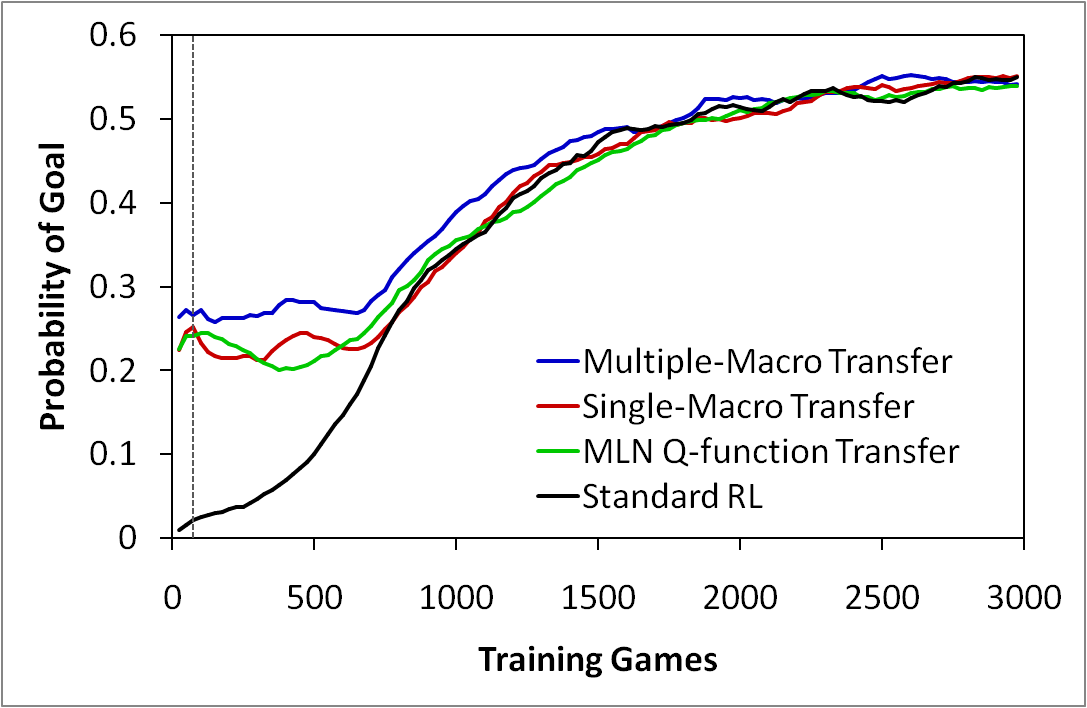 0.6
0.5
0.4
0.3
0.2
0.1
0
Probability of Goal
Multiple-Macro Transfer
Single-Macro Transfer
MLN Q-function Transfer
Standard RL
0 500 1000 1500 2000 2500 3000
Training Games